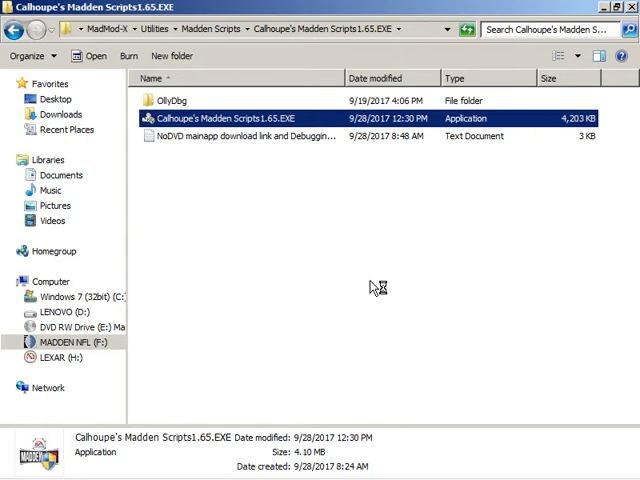 Calhoupe's Madden Scripts1.65.EXE
MadMod-X ▸ Utilities ▸ Madden Scripts ▸ Calhoupe's Madden Scripts1.65.EXE ▸
Search Calhoupe's Madden S...
Organize Open Burn New folder
Name Date modified Type Size
Favorites
Desktop
Downloads
Recent Places
Libraries
Documents
Music
Pictures
Videos
Homegroup
Computer
Windows 7 (32bit) (C:)
LENOVO (D:)
DVD RW Drive (E:) Ma
MADDEN NFL (F:)
LEXAR (H:)
Network
OllyDbg 9/19/2017 4:06 PM File folder
Calhoupe's Madden Scripts1.65.EXE 9/28/2017 12:30 PM Application 4,203 KB
NoDVD mainapp download link and Debuggin... 9/28/2017 8:48 AM Text Document 3 KB
Calhoupe's Madden Scripts1.65.EXE Date modified: 9/28/2017 12:30 PM
Application Size: 4.10 MB
Date created: 9/28/2017 8:24 AM